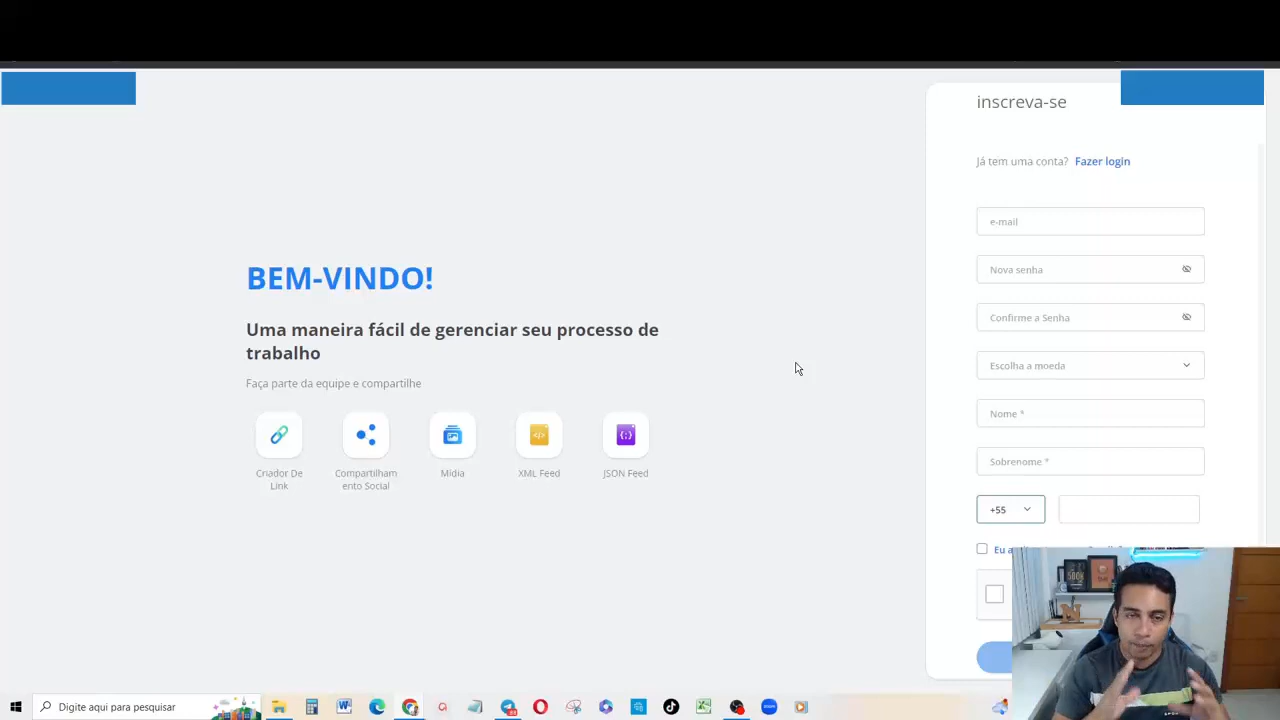 inscreva-se
Já tem uma conta? Fazer login
e-mail
Nova senha
Confirme a Senha
Escolha a moeda
Nome *
Sobrenome *
+55
BEM-VINDO!
Uma maneira fácil de gerenciar seu processo de
trabalho
Faça parte da equipe e compartilhe
Criador De
Link
Compartilham
ento Social
Mídia
XML Feed
JSON Feed
Digite aqui para pesquisar